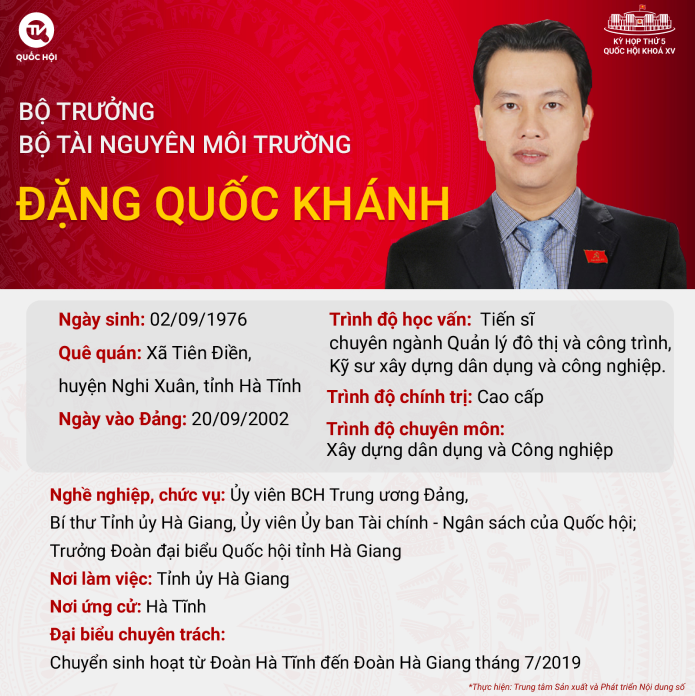 QUỐC HỘI
KỲ HỌP THỨ 5
QUỐC HỘI KHOÁ XV
BỘ TRƯỞNG
BỘ TÀI NGUYÊN MÔI TRƯỜNG
ĐẶNG QUỐC KHÁNH
Ngày sinh: 02/09/1976
Quê quán: Xã Tiên Điền,
huyện Nghi Xuân, tỉnh Hà Tĩnh
Ngày vào Đảng: 20/09/2002
Trình độ học vấn: Tiến sĩ
chuyên ngành Quản lý đô thị và công trình,
Kỹ sư xây dựng dân dụng và công nghiệp.
Trình độ chính trị: Cao cấp
Trình độ chuyên môn:
Xây dựng dân dụng và Công nghiệp
Nghề nghiệp, chức vụ: Ủy viên BCH Trung ương Đảng,
Bí thư Tỉnh ủy Hà Giang, Ủy viên Ủy ban Tài chính - Ngân sách của Quốc hội;
Trưởng Đoàn đại biểu Quốc hội tỉnh Hà Giang
Nơi làm việc: Tỉnh ủy Hà Giang
Nơi ứng cử: Hà Tĩnh
Đại biểu chuyên trách:
Chuyển sinh hoạt từ Đoàn Hà Tĩnh đến Đoàn Hà Giang tháng 7/2019
*Thực hiện: Trung tâm Sản xuất và Phát triển Nội dung số